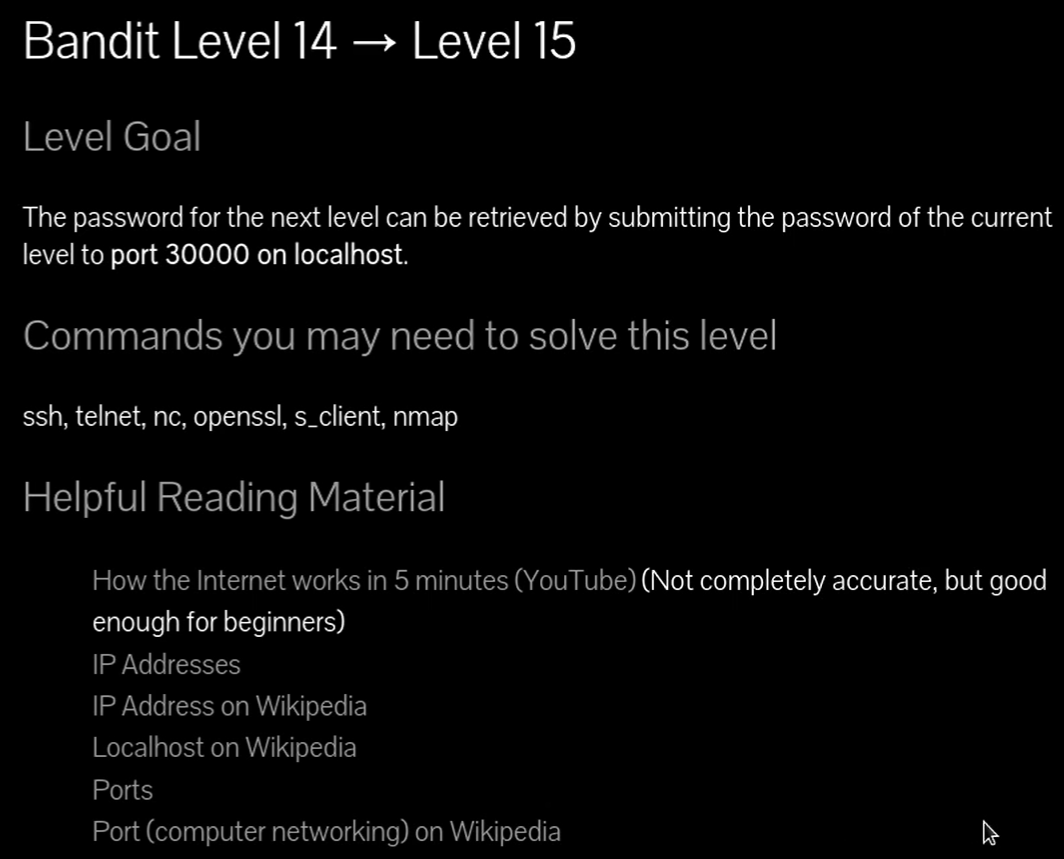 Bandit Level 14 → Level 15
Level Goal
The password for the next level can be retrieved by submitting the password of the current
level to port 30000 on localhost.
Commands you may need to solve this level
ssh, telnet, nc, openssl, s_client, nmap
Helpful Reading Material
How the Internet works in 5 minutes (YouTube) (Not completely accurate, but good
enough for beginners)
IP Addresses
IP Address on Wikipedia
Localhost on Wikipedia
Ports
Port (computer networking) on Wikipedia